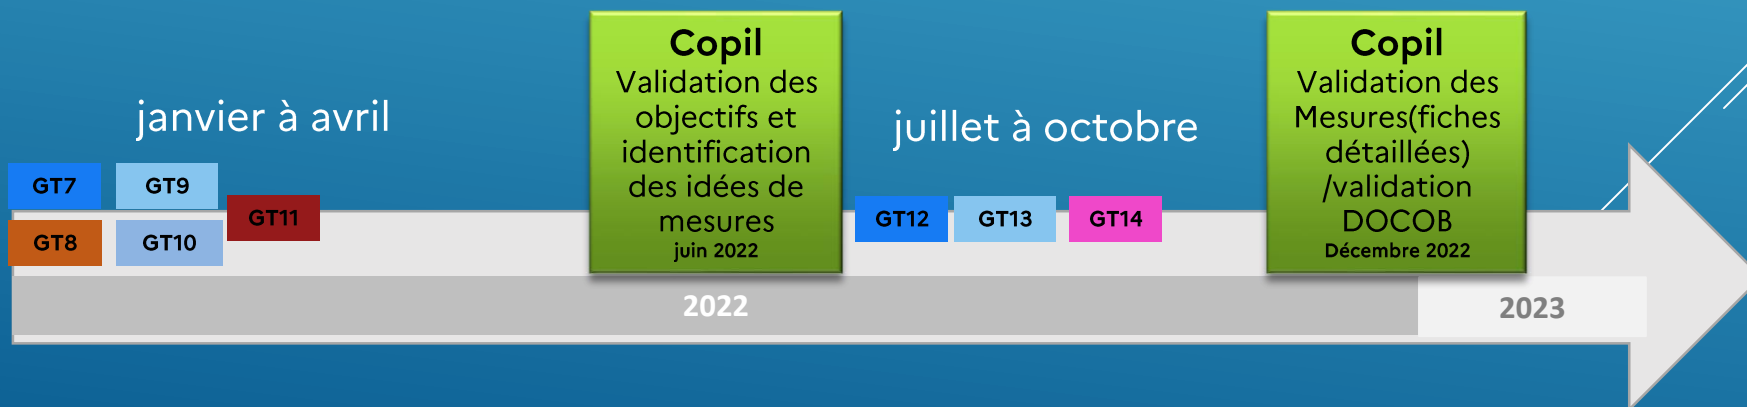 janvier à avril
GT7
GT9
GT8
GT10
GT11
Copil
Validation des
objectifs et
identification
des idées de
mesures
juin 2022
juillet à octobre
GT12
GT13
GT14
Copil
Validation des
Mesures(fiches
détaillées)
/validation
DOCOB
Décembre 2022
2022
2023